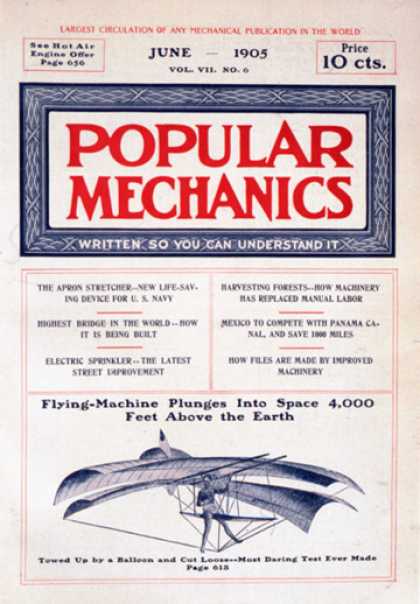 LARGEST CIRCULATION OF ANY MECHANICAL PUBLICATION IN THE WORLD
See Hot Air
Engine Offer
Page 656
JUNE — 1905
VOL. VII. NO. 6
Price
10 cts.
POPULAR
MECHANICS
WRITTEN SO YOU CAN UNDERSTAND IT
THE APRON STRETCHER--NEW LIFE-SAV-
ING DEVICE FOR U. S. NAVY
HIGHEST BRIDGE IN THE WORLD--HOW
IT IS BEING BUILT
ELECTRIC SPRINKLER--THE LATEST
STREET IMPROVEMENT
HARVESTING FORESTS--HOW MACHINERY
HAS REPLACED MANUAL LABOR
MEXICO TO COMPETE WITH PANAMA CA-
NAL, AND SAVE 1000 MILES
HOW FILES ARE MADE BY IMPROVED
MACHINERY
Flying-Machine Plunges Into Space 4,000
Feet Above the Earth
Towed Up by a Balloon and Cut Loose--Most Daring Test Ever Made
Page 613